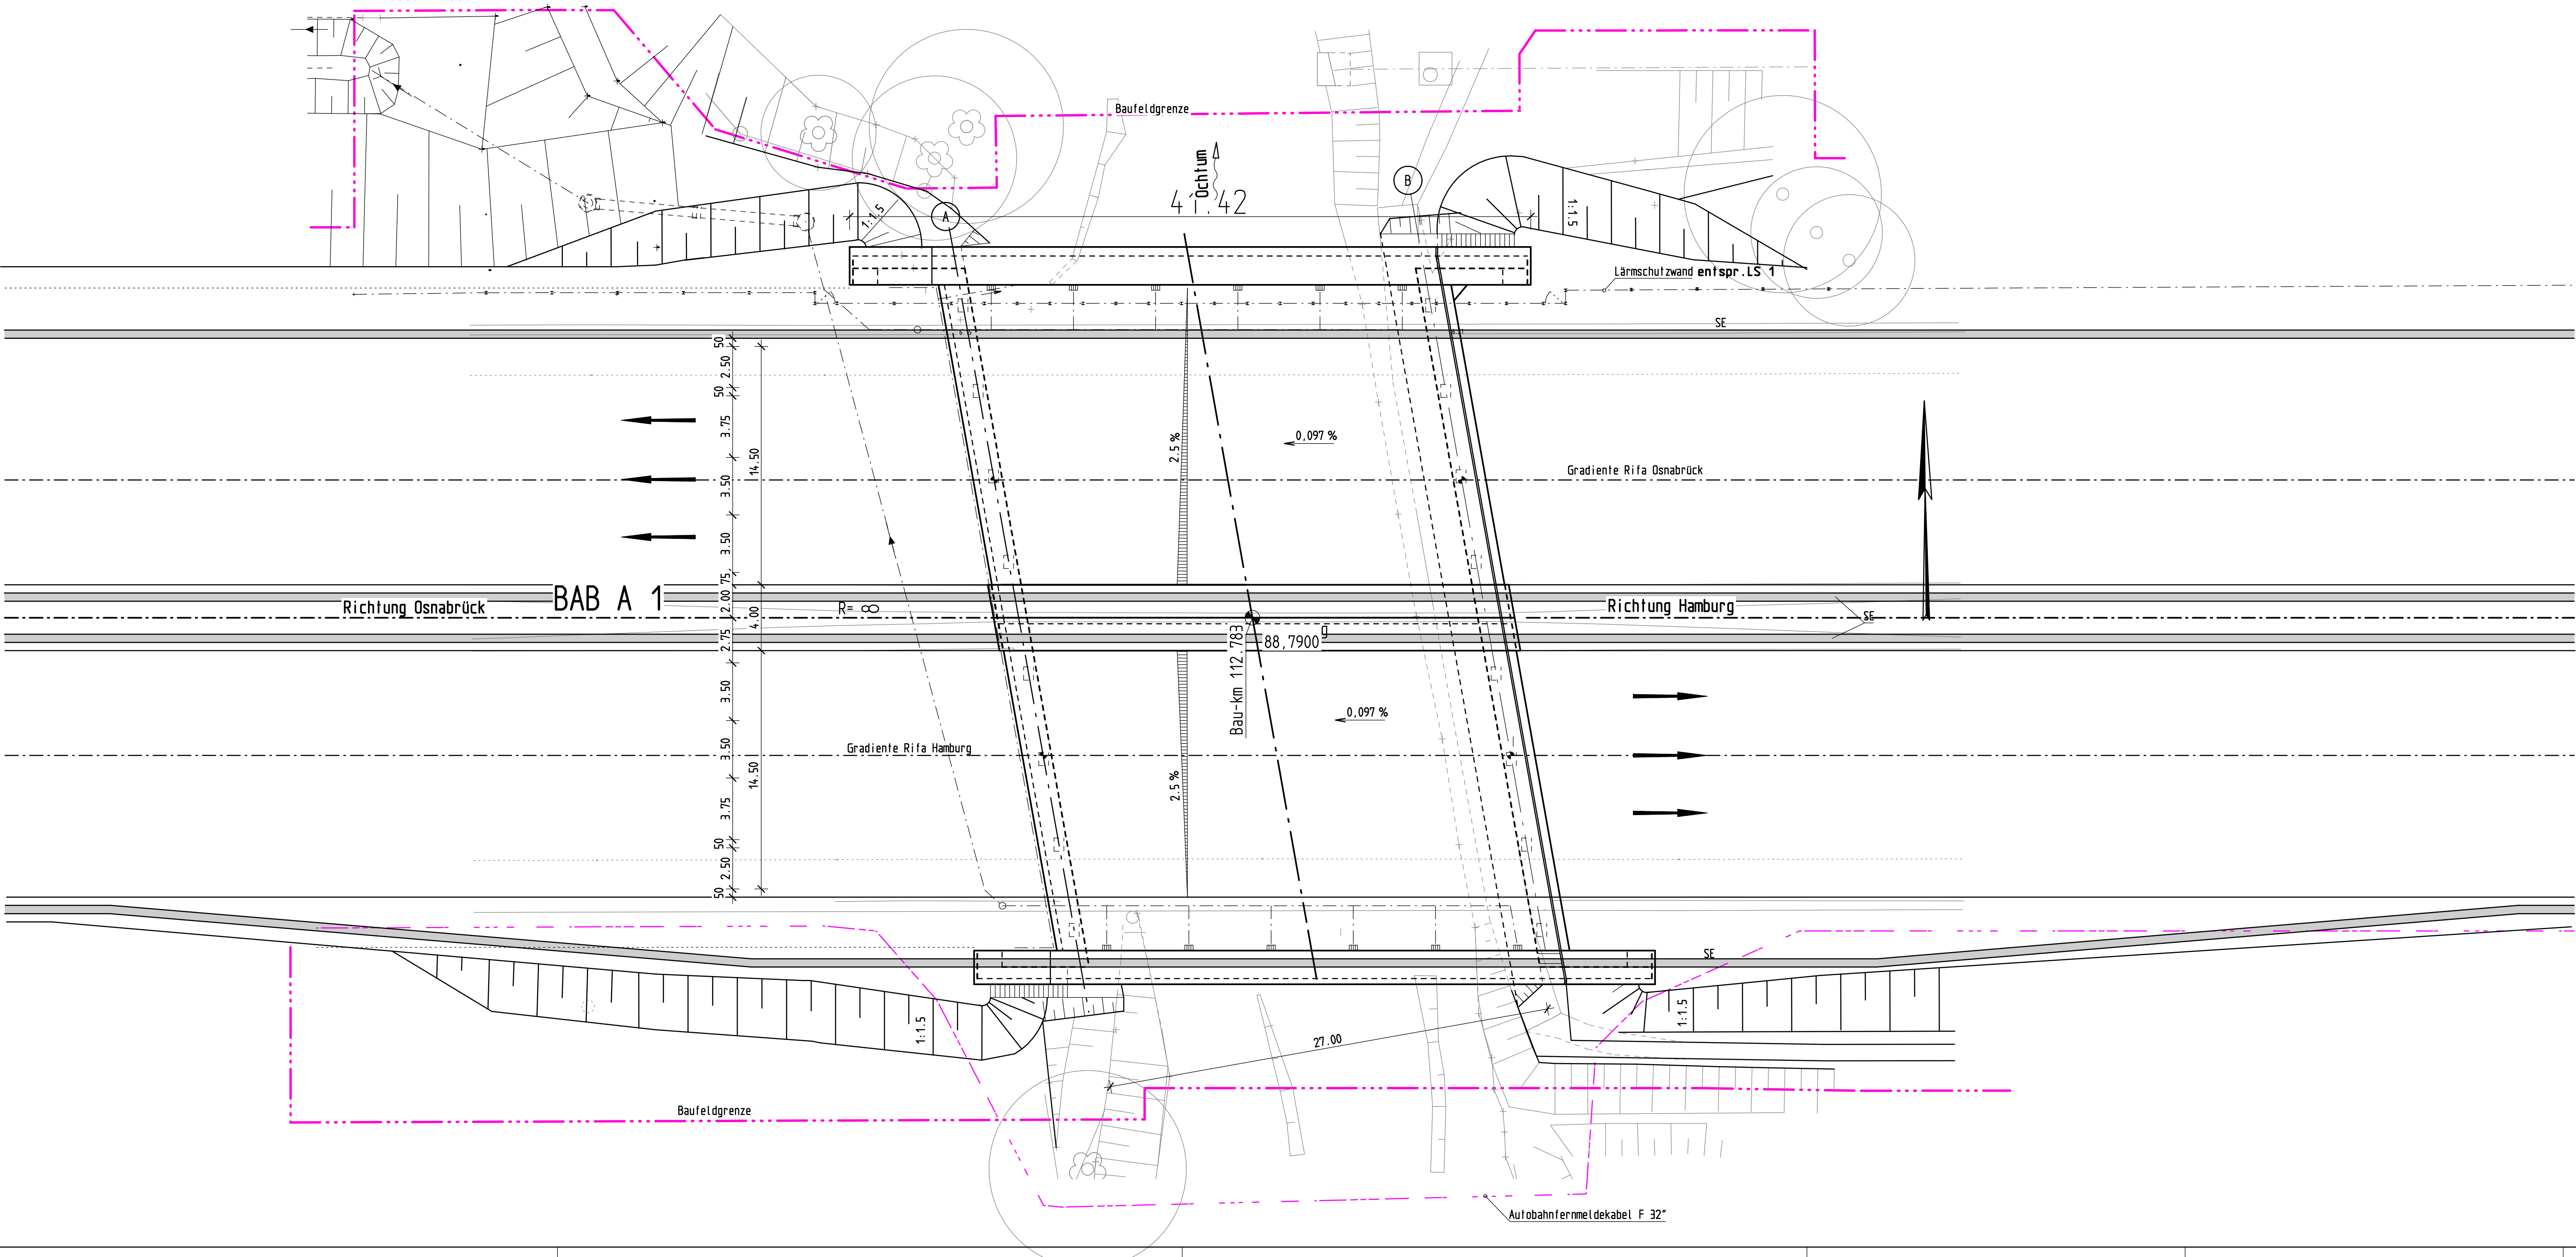 Baufeldgrenze
Ochtum
41.42
A
B
1:1.5
1:1.5
Lärmschutzwand entspr.LS 1
SE
50
2.50
50
3.75
3.50
3.50
75
2.00
2.75
3.50
3.50
3.75
50
2.50
50
14.50
4.00
14.50
2.5 %
0,097 %
Gradiente Rifa Osnabrück
Richtung Osnabrück
BAB A 1
R= ∞
Richtung Hamburg
SE
Bau-km 112.783
88,7900 g
0,097 %
Gradiente Rifa Hamburg
2.5 %
SE
1:1.5
1:1.5
27.00
Baufeldgrenze
Autobahnfernmeldekabel F 32"